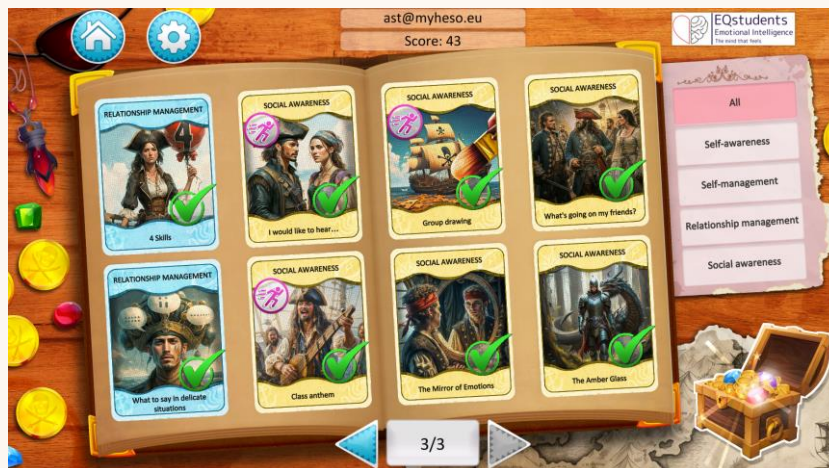 ast@myheso.eu
Score: 43
EQstudents
Emotional Intelligence
The mind that feels
RELATIONSHIP MANAGEMENT
4
4 Skills
SOCIAL AWARENESS
I would like to hear...
SOCIAL AWARENESS
Group drawing
SOCIAL AWARENESS
What's going on my friends?
RELATIONSHIP MANAGEMENT
What to say in delicate
situations
SOCIAL AWARENESS
Class anthem
SOCIAL AWARENESS
The Mirror of Emotions
SOCIAL AWARENESS
The Amber Glass
All
Self-awareness
Self-management
Relationship management
Social awareness
3/3